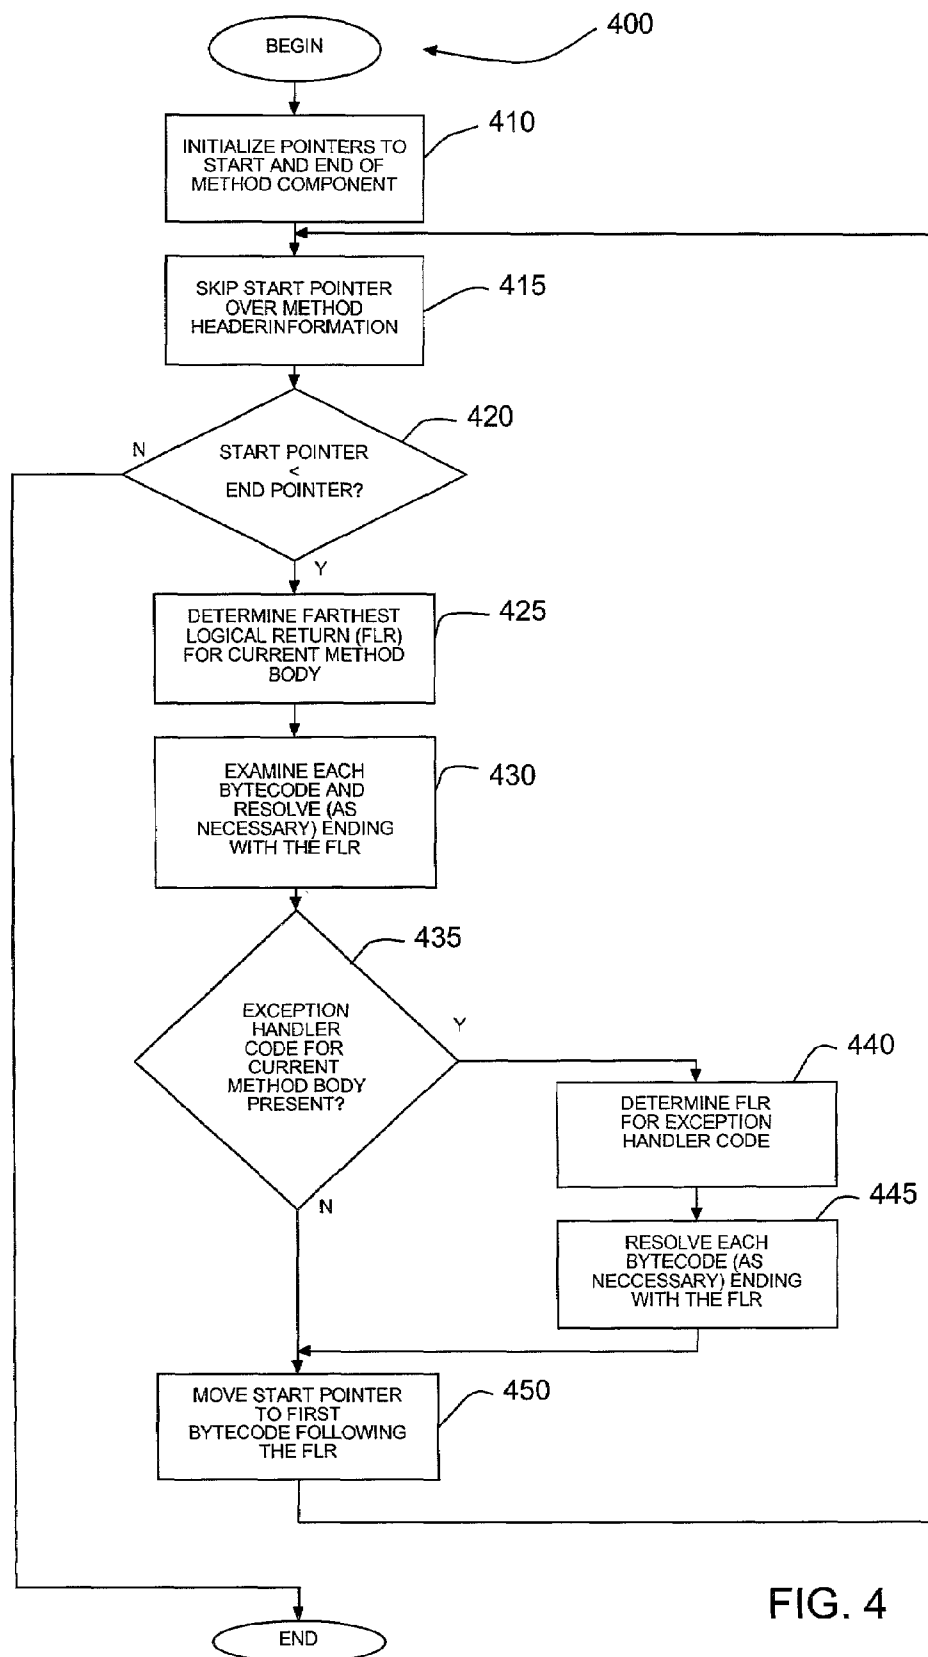 BEGIN
400
410
INITIALIZE POINTERS TO
START AND END OF
METHOD COMPONENT
415
SKIP START POINTER
OVER METHOD
HEADERINFORMATION
420
N
START POINTER
<
END POINTER?
Y
425
DETERMINE FARTHEST
LOGICAL RETURN (FLR)
FOR CURRENT METHOD
BODY
430
EXAMINE EACH
BYTECODE AND
RESOLVE (AS
NECESSARY) ENDING
WITH THE FLR
435
EXCEPTION
HANDLER
CODE FOR
CURRENT
METHOD BODY
PRESENT?
Y
N
440
DETERMINE FLR
FOR EXCEPTION
HANDLER CODE
445
RESOLVE EACH
BYTECODE (AS
NECCESSARY) ENDING
WITH THE FLR
450
MOVE START POINTER
TO FIRST
BYTECODE FOLLOWING
THE FLR
END
FIG. 4